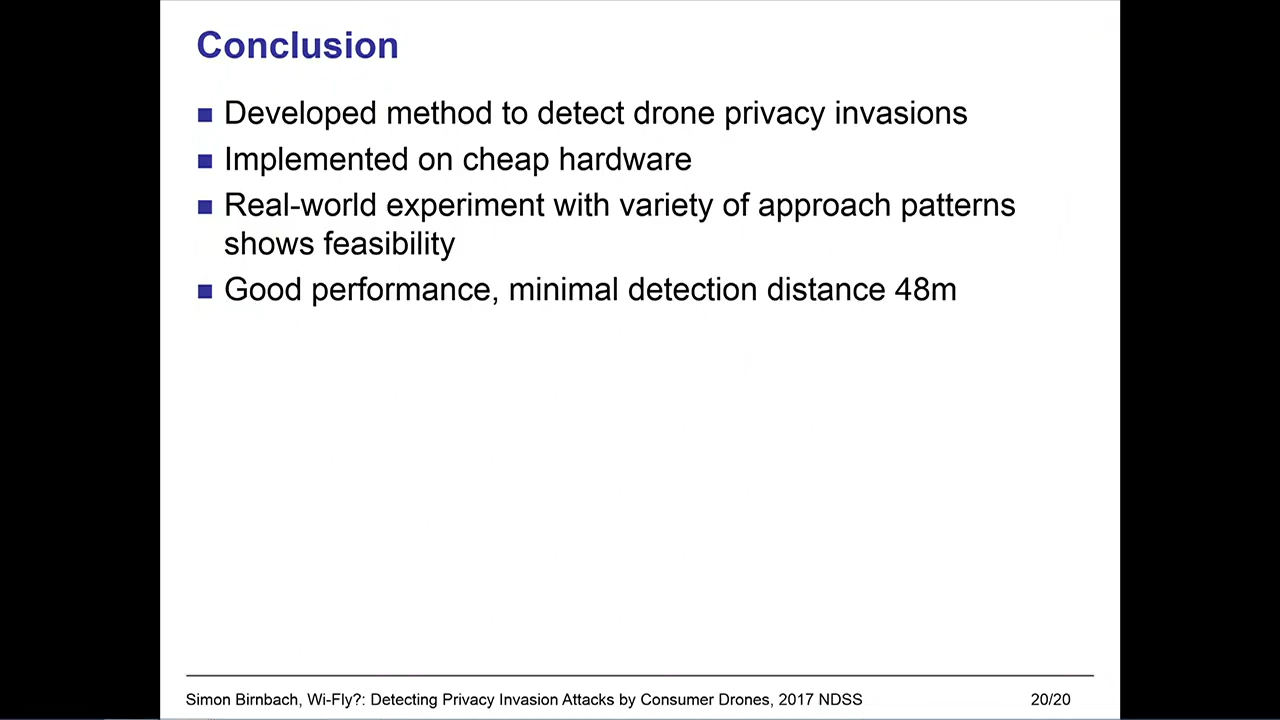 Conclusion
Developed method to detect drone privacy invasions
Implemented on cheap hardware
Real-world experiment with variety of approach patterns
shows feasibility
Good performance, minimal detection distance 48m
Simon Birnbach, Wi-Fly?: Detecting Privacy Invasion Attacks by Consumer Drones, 2017 NDSS
20/20